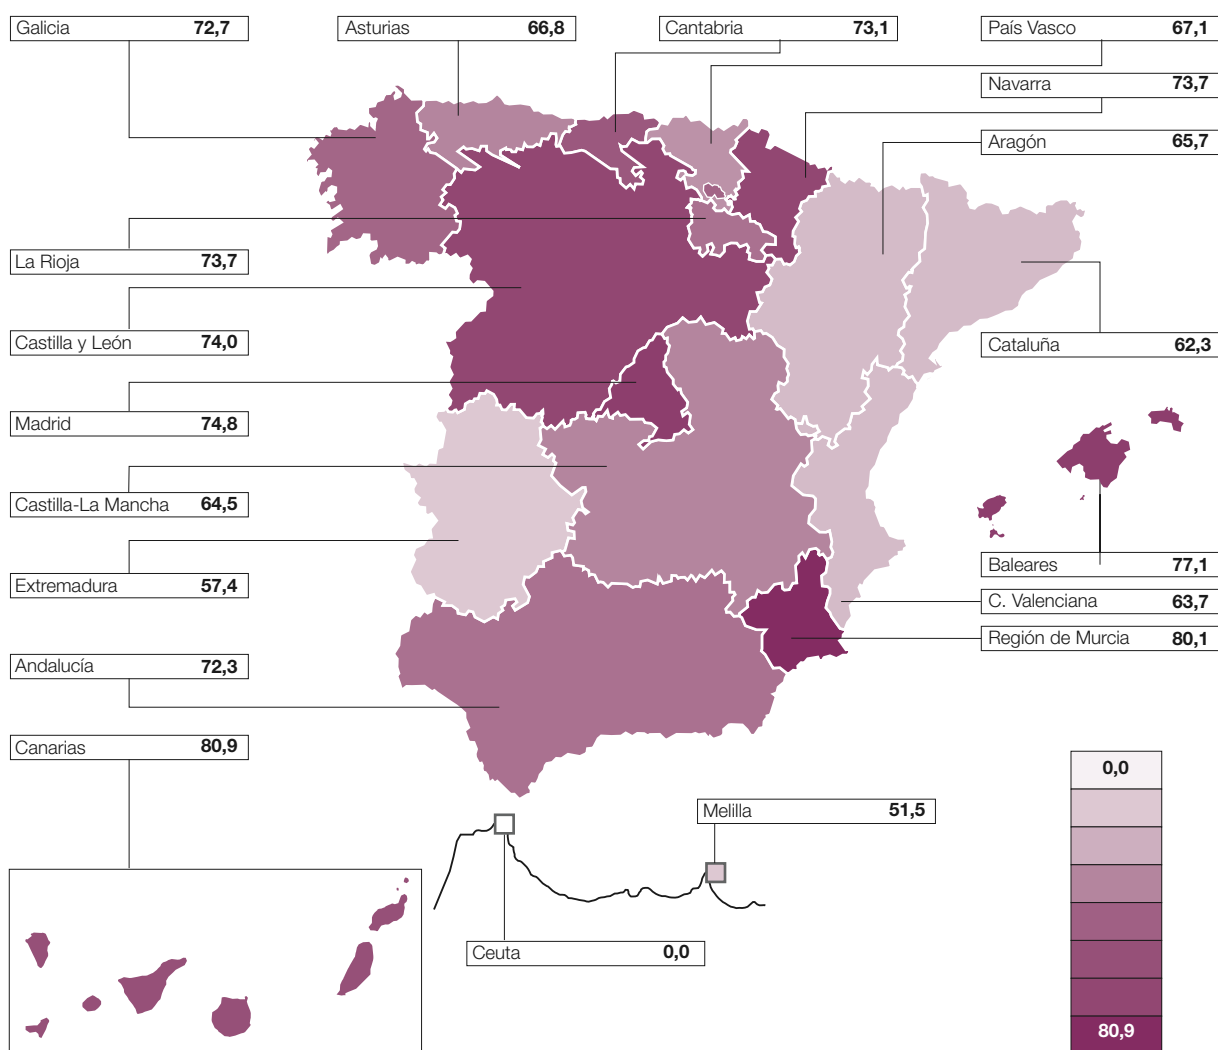 Galicia 72,7
Asturias 66,8
Cantabria 73,1
País Vasco 67,1
Navarra 73,7
Aragón 65,7
La Rioja 73,7
Castilla y León 74,0
Cataluña 62,3
Madrid 74,8
Castilla-La Mancha 64,5
Extremadura 57,4
Baleares 77,1
C. Valenciana 63,7
Región de Murcia 80,1
Andalucía 72,3
Canarias 80,9
0,0
Melilla 51,5
Ceuta 0,0
80,9